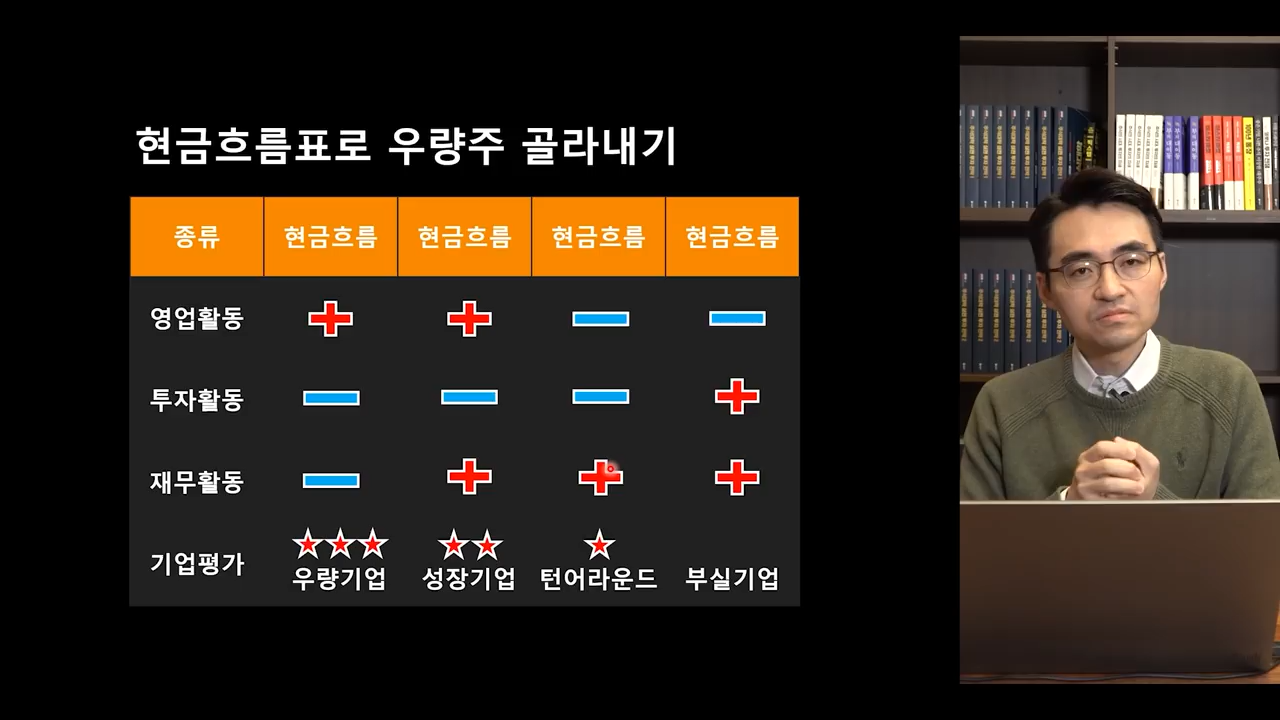 현금흐름표로 우량주 골라내기
종류 현금흐름 현금흐름 현금흐름 현금흐름
영업활동
투자활동
재무활동
기업평가
우량기업 성장기업 턴어라운드 부실기업